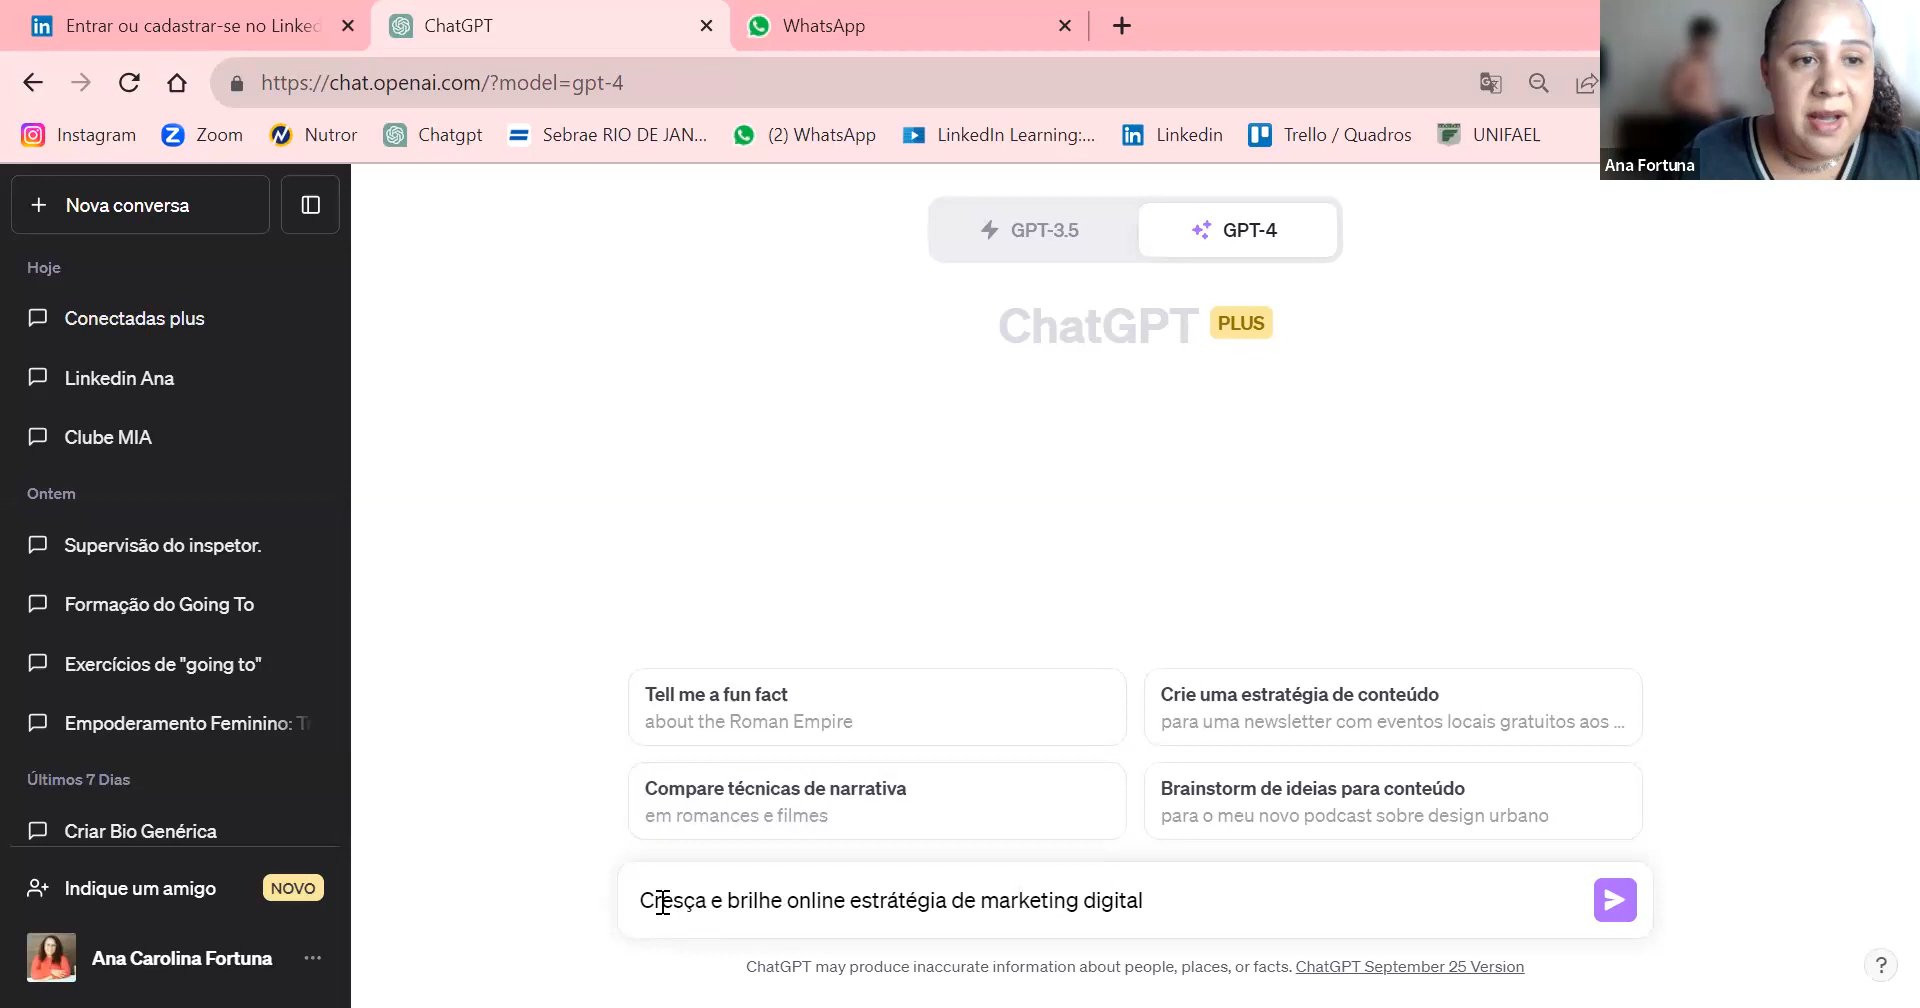 Entrar ou cadastrar-se no Linked
ChatGPT
WhatsApp
https://chat.openai.com/?model=gpt-4
Instagram
Zoom
Nutror
Chatgpt
Sebrae RIO DE JAN...
(2) WhatsApp
LinkedIn Learning:...
Linkedin
Trello / Quadros
UNIFAEL
Ana Fortuna
Nova conversa
Hoje
Conectadas plus
Linkedin Ana
Clube MIA
Ontem
Supervisão do inspetor.
Formação do Going To
Exercícios de "going to"
Empoderamento Feminino: Tr
Últimos 7 Dias
Criar Bio Genérica
Indique um amigo NOVO
Ana Carolina Fortuna
GPT-3.5
GPT-4
ChatGPT PLUS
Tell me a fun fact
about the Roman Empire
Crie uma estratégia de conteúdo
para uma newsletter com eventos locais gratuitos aos ...
Compare técnicas de narrativa
em romances e filmes
Brainstorm de ideias para conteúdo
para o meu novo podcast sobre design urbano
Cresça e brilhe online estrátégia de marketing digital
ChatGPT may produce inaccurate information about people, places, or facts. ChatGPT September 25 Version
?